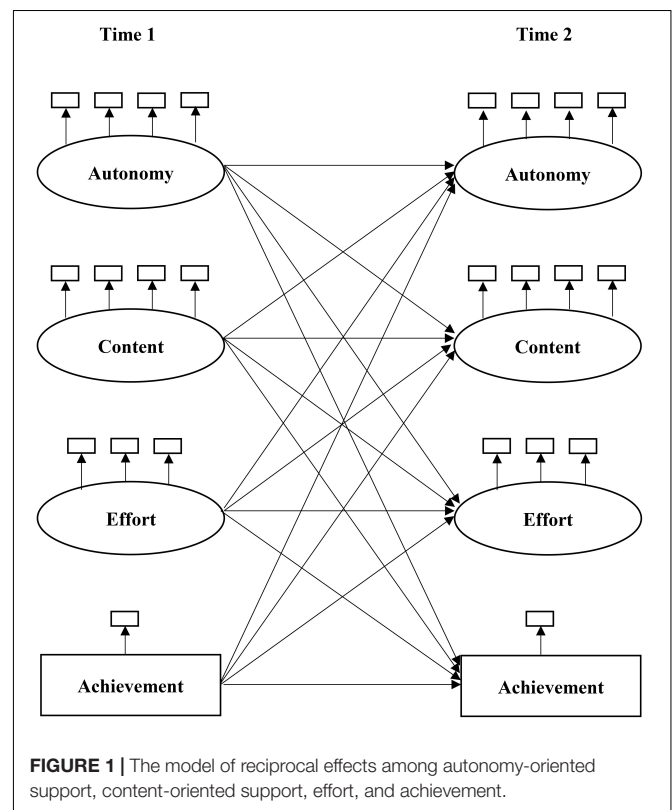 Time 1 Time 2
Autonomy Autonomy
Content Content
Effort Effort
Achievement Achievement
FIGURE 1 | The model of reciprocal effects among autonomy-oriented
support, content-oriented support, effort, and achievement.